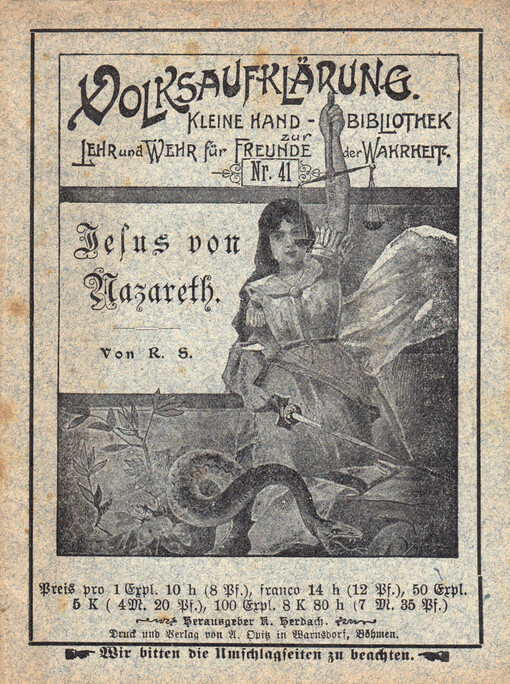 VOLKSAUFKLÄRUNG.
KLEINE HAND-BIBLIOTHEK
zur
LEHR und WEHR für FREUNDE der WAHRHEIT.
Nr. 41
Jesus von
Nazareth.
Von R. S.
Preis pro 1 Expl. 10 h (8 Pf.), franco 14 h (12 Pf.), 50 Expl.
5 K ( 4 M. 20 Pf.), 100 Expl. 8 K 80 h (7 M. 35 Pf.)
Herausgeber R. Herdach.
Druck und Verlag von A. Opitz in Warnsdorf, Böhmen.
Wir bitten die Umschlagseiten zu beachten.